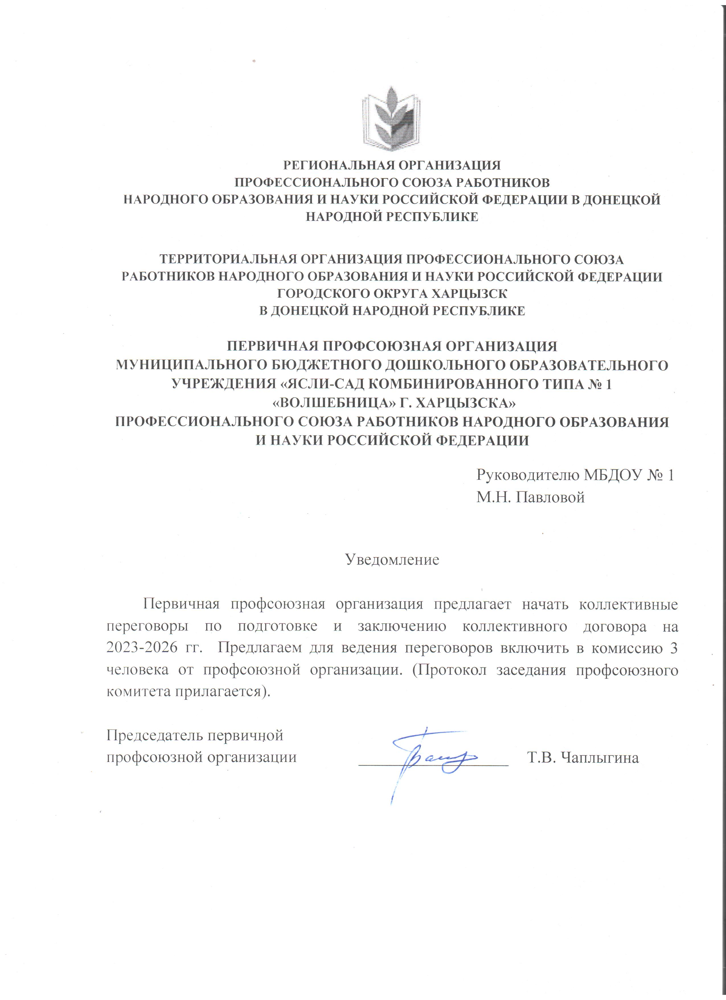 РЕГИОНАЛЬНАЯ ОРГАНИЗАЦИЯ
ПРОФЕССИОНАЛЬНОГО СОЮЗА РАБОТНИКОВ
НАРОДНОГО ОБРАЗОВАНИЯ И НАУКИ РОССИЙСКОЙ ФЕДЕРАЦИИ В ДОНЕЦКОЙ
НАРОДНОЙ РЕСПУБЛИКЕ
ТЕРРИТОРИАЛЬНАЯ ОРГАНИЗАЦИЯ ПРОФЕССИОНАЛЬНОГО СОЮЗА
РАБОТНИКОВ НАРОДНОГО ОБРАЗОВАНИЯ И НАУКИ РОССИЙСКОЙ ФЕДЕРАЦИИ
ГОРОДСКОГО ОКРУГА ХАРЦЫЗСК
В ДОНЕЦКОЙ НАРОДНОЙ РЕСПУБЛИКЕ
ПЕРВИЧНАЯ ПРОФСОЮЗНАЯ ОРГАНИЗАЦИЯ
МУНИЦИПАЛЬНОГО БЮДЖЕТНОГО ДОШКОЛЬНОГО ОБРАЗОВАТЕЛЬНОГО
УЧРЕЖДЕНИЯ «ЯСЛИ-САД КОМБИНИРОВАННОГО ТИПА № 1
«ВОЛШЕБНИЦА» Г. ХАРЦЫЗСКА»
ПРОФЕССИОНАЛЬНОГО СОЮЗА РАБОТНИКОВ НАРОДНОГО ОБРАЗОВАНИЯ
И НАУКИ РОССИЙСКОЙ ФЕДЕРАЦИИ
Руководителю МБДОУ № 1
М.Н. Павловой
Уведомление
Первичная профсоюзная организация предлагает начать коллективные
переговоры по подготовке и заключению коллективного договора на
2023-2026 гг. Предлагаем для ведения переговоров включить в комиссию 3
человека от профсоюзной организации. (Протокол заседания профсоюзного
комитета прилагается).
Председатель первичной
профсоюзной организации Т.В. Чаплыгина